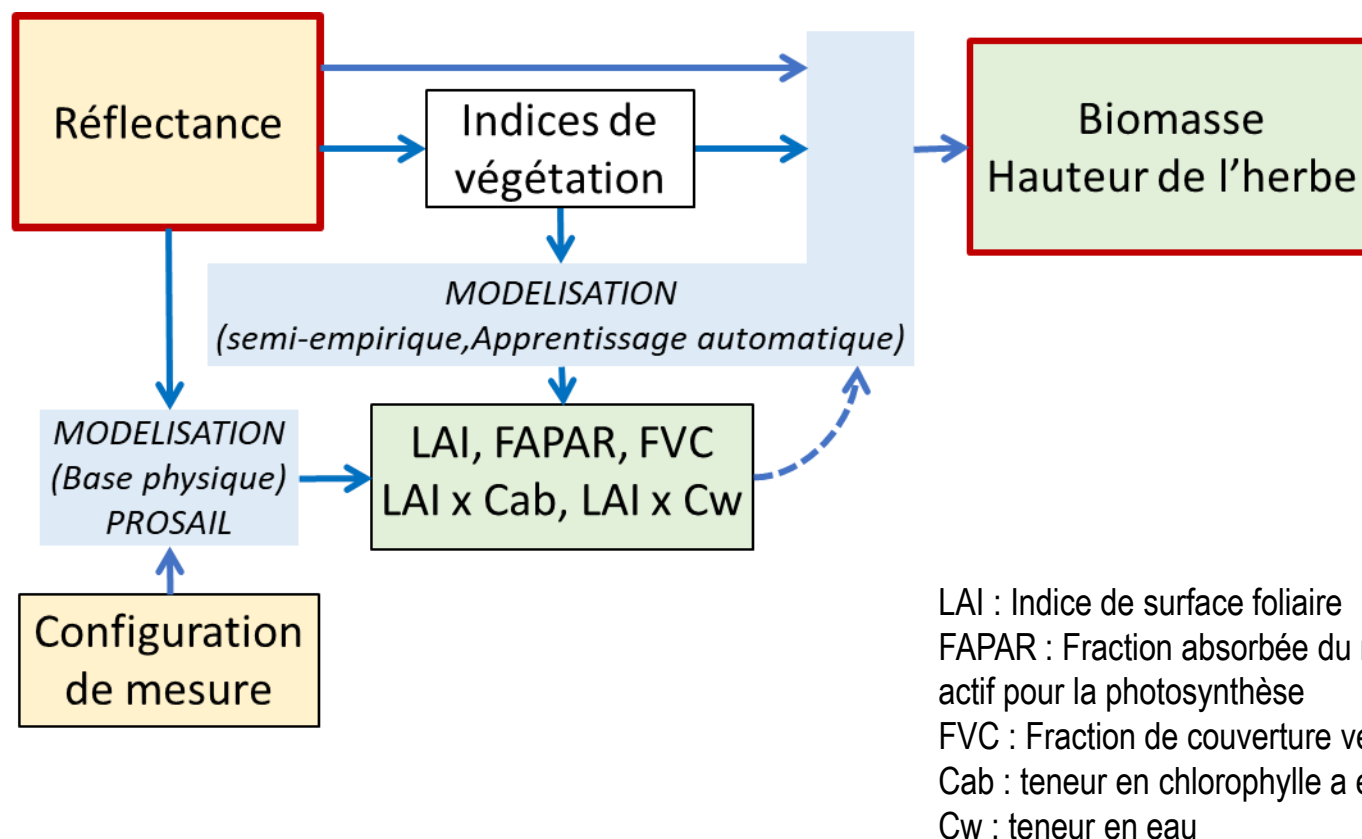 Réflectance
Indices de
végétation
Biomasse
Hauteur de l'herbe
MODELISATION
(semi-empirique,Apprentissage automatique)
MODELISATION
(Base physique)
PROSAIL
LAI, FAPAR, FVC
LAI x Cab, LAI x Cw
Configuration
de mesure
LAI : Indice de surface foliaire
FAPAR : Fraction absorbée du
actif pour la photosynthèse
FVC : Fraction de couverture
Cab : teneur en chlorophylle a
Cw : teneur en eau